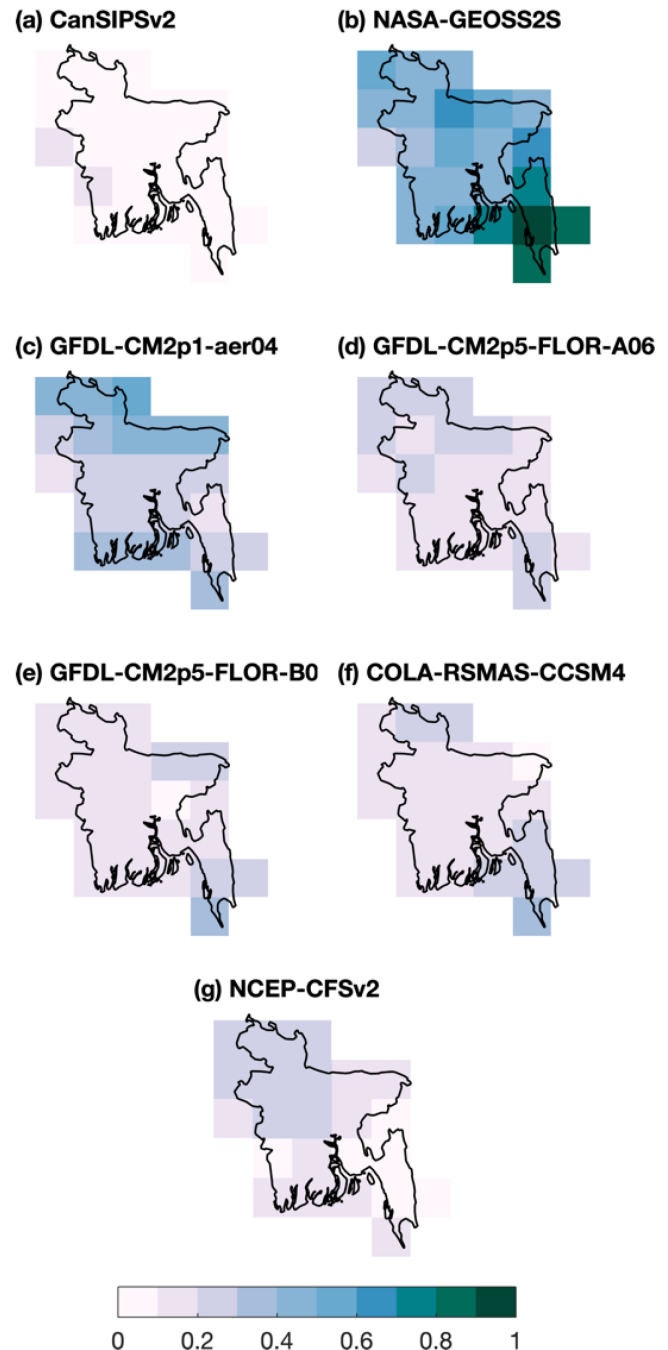 (a) CanSIPSv2
(b) NASA-GEOSS2S
(c) GFDL-CM2p1-aer04
(d) GFDL-CM2p5-FLOR-A06
(e) GFDL-CM2p5-FLOR-B0
(f) COLA-RSMAS-CCSM4
(g) NCEP-CFSv2
0 0.2 0.4 0.6 0.8 1